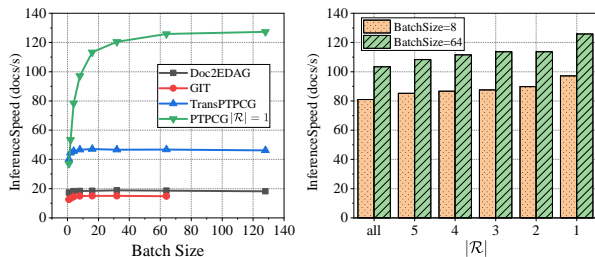 140
120
100
80
60
40
20
0
InferenceSpeed (docs/s)
Doc2EDAG
GIT
TransPTPCG
PTPCG|ℛ| = 1
0 20 40 60 80 100 120 140
Batch Size
140
120
100
80
60
40
20
0
InferenceSpeed (docs/s)
BatchSize=8
BatchSize=64
all 5 4 3 2 1
|ℛ|